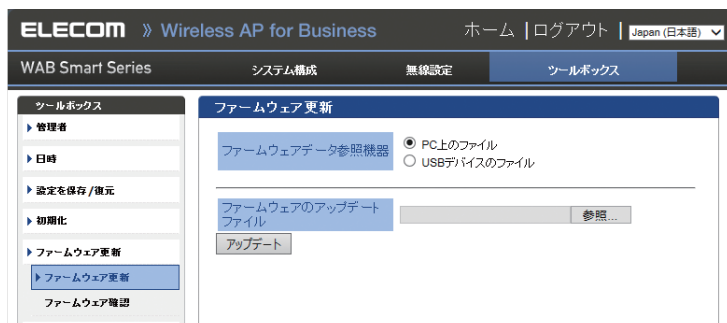 ELECOM » Wireless AP for Business
ホーム | ログアウト | Japan (日本語)
WAB Smart Series
システム構成
無線設定
ツールボックス
ツールボックス
管理者
日時
設定を保存/復元
初期化
ファームウェア更新
ファームウェア更新
ファームウェア確認
ファームウェア更新
ファームウェアデータ参照機器
PC上のファイル
USBデバイスのファイル
ファームウェアのアップデート
ファイル
参照...
アップデート